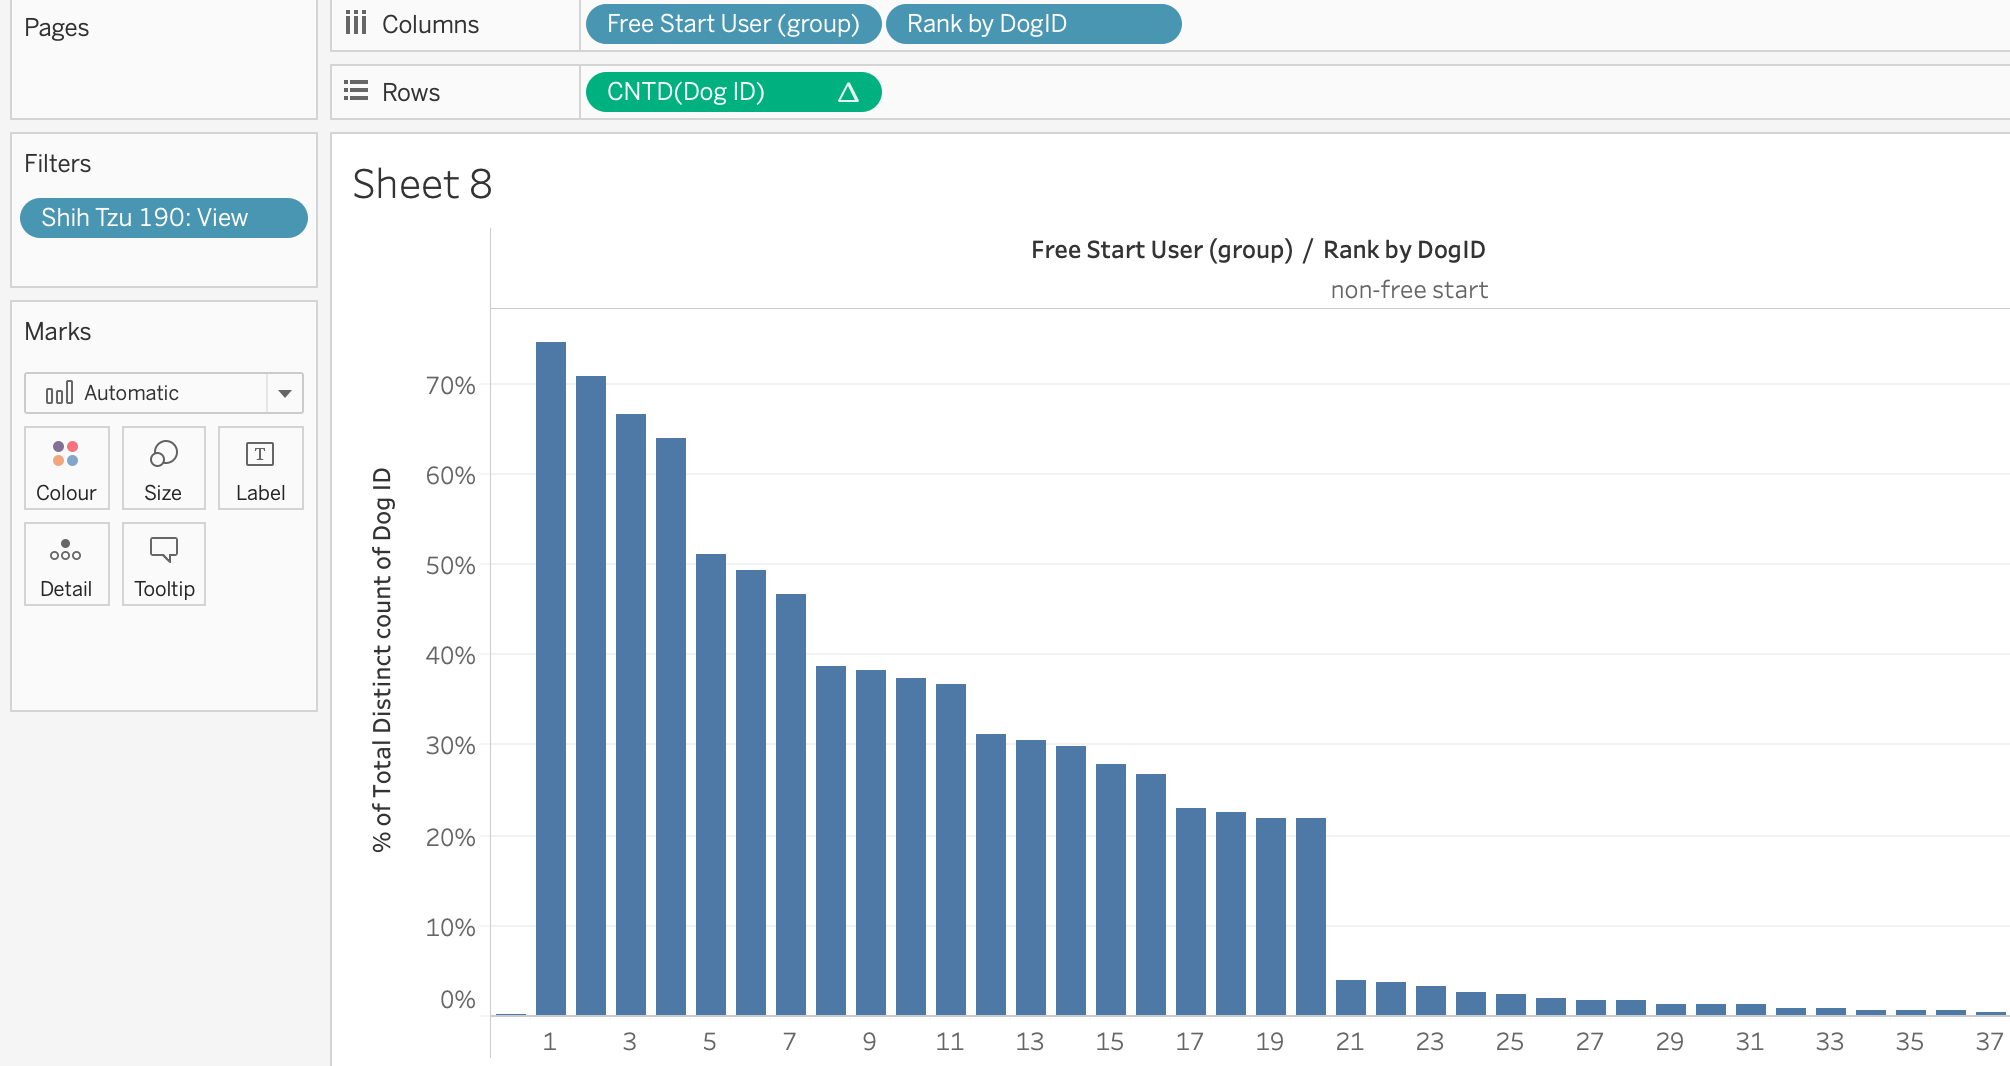 Pages
Columns
Free Start User (group)
Rank by DogID
Rows
CNTD(Dog ID) Δ
Filters
Shih Tzu 190: View
Marks
Automatic
Colour
Size
T
Label
Detail
Tooltip
Sheet 8
Free Start User (group) / Rank by DogID
non-free start
% of Total Distinct count of Dog ID
70%
60%
50%
40%
30%
20%
10%
0%
1 3 5 7 9 11 13 15 17 19 21 23 25 27 29 31 33 35 37